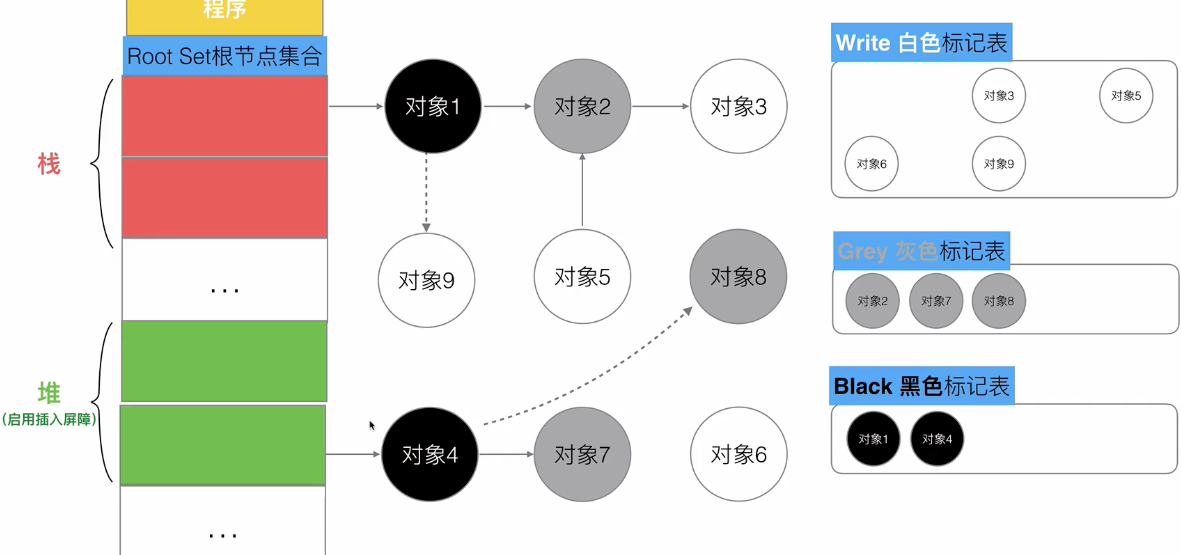 程序
Root Set根节点集合
栈
...
堆
(启用插入屏障)
...
对象1
对象2
对象3
对象9
对象5
对象8
对象4
对象7
对象6
Write 白色标记表
对象3
对象5
对象6
对象9
Grey 灰色标记表
对象2
对象7
对象8
Black 黑色标记表
对象1
对象4